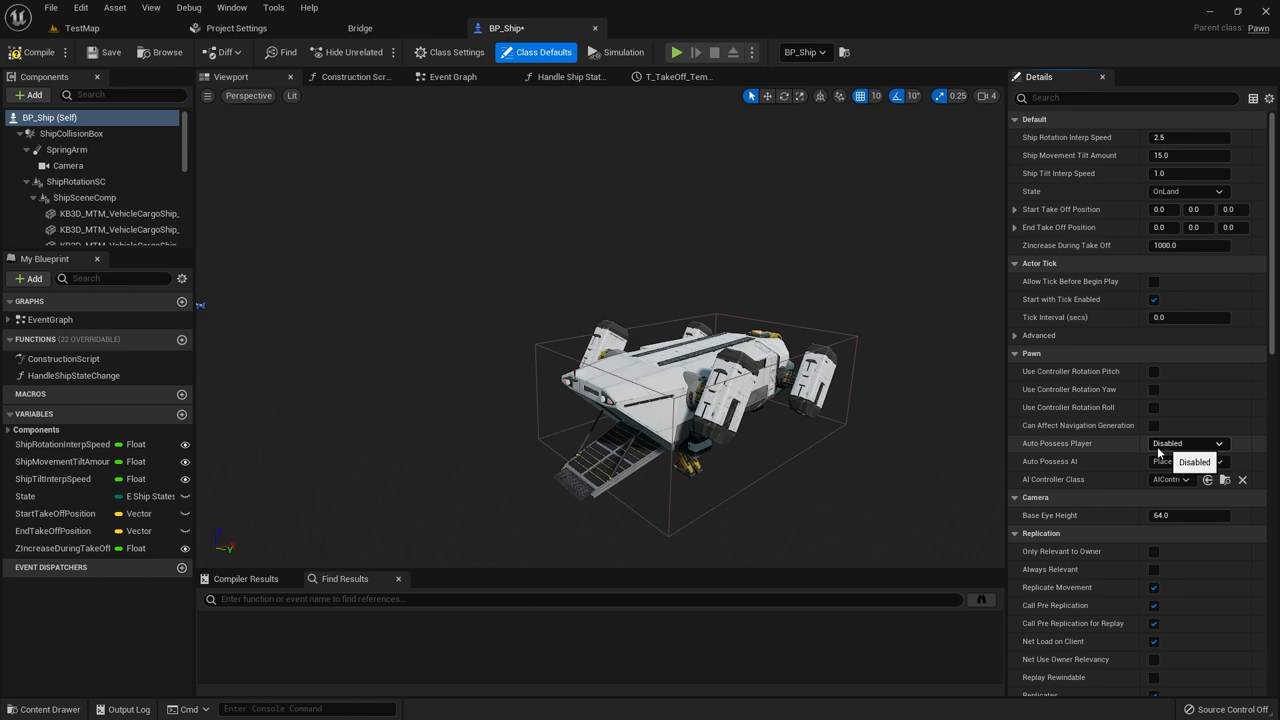 File Edit Asset View Debug Window Tools Help
TestMap Project Settings Bridge BP_Ship* Parent class: Pawn
Compile Save Browse Diff Find Hide Unrelated Class Settings Class Defaults Simulation BP_Ship
Components
Add Search
BP_Ship (Self)
ShipCollisionBox
SpringArm
Camera
ShipRotationSC
ShipSceneComp
KB3D_MTM_VehicleCargoShip_
KB3D_MTM_VehicleCargoShip_
KB3D_MTM_VehicleCargoShip_
My Blueprint
Add Search
GRAPHS
EventGraph
FUNCTIONS (22 OVERRIDABLE)
ConstructionScript
HandleShipStateChange
MACROS
VARIABLES
Components
ShipRotationInterpSpeed Float
ShipMovementTiltAmour Float
ShipTiltInterpSpeed Float
State E Ship States
StartTakeOffPosition Vector
EndTakeOffPosition Vector
ZIncreaseDuringTakeOff Float
EVENT DISPATCHERS
Viewport Construction Scr... Event Graph Handle Ship Stat... T_TakeOff_Tem...
Perspective Lit 10 10° 0.25 4
Compiler Results Find Results
Enter function or event name to find references...
Details
Search
Default
Ship Rotation Interp Speed 2.5
Ship Movement Tilt Amount 15.0
Ship Tilt Interp Speed 1.0
State OnLand
Start Take Off Position 0.0 0.0 0.0
End Take Off Position 0.0 0.0 0.0
ZIncrease During Take Off 1000.0
Actor Tick
Allow Tick Before Begin Play
Start with Tick Enabled
Tick Interval (secs) 0.0
Advanced
Pawn
Use Controller Rotation Pitch
Use Controller Rotation Yaw
Use Controller Rotation Roll
Can Affect Navigation Generation
Auto Possess Player Disabled
Auto Possess AI Place Disabled
AI Controller Class AIContr
Camera
Base Eye Height 64.0
Replication
Only Relevant to Owner
Always Relevant
Replicate Movement
Call Pre Replication
Call Pre Replication for Replay
Net Load on Client
Net Use Owner Relevancy
Replay Rewindable
Replicates
Content Drawer Output Log Cmd Enter Console Command Source Control Off